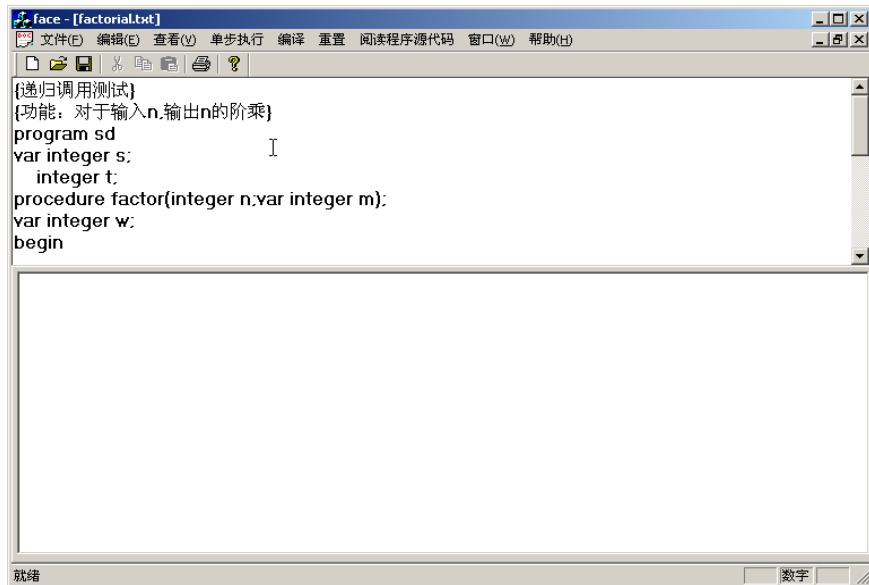 face - [factorial.txt]
文件(F) 编辑(E) 查看(V) 单步执行 编译 重置 阅读程序源代码 窗口(W) 帮助(H)
{递归调用测试}
{功能：对于输入n,输出n的阶乘}
program sd
var integer s;
integer t;
procedure factor(integer n;var integer m);
var integer w;
begin
就绪 数字